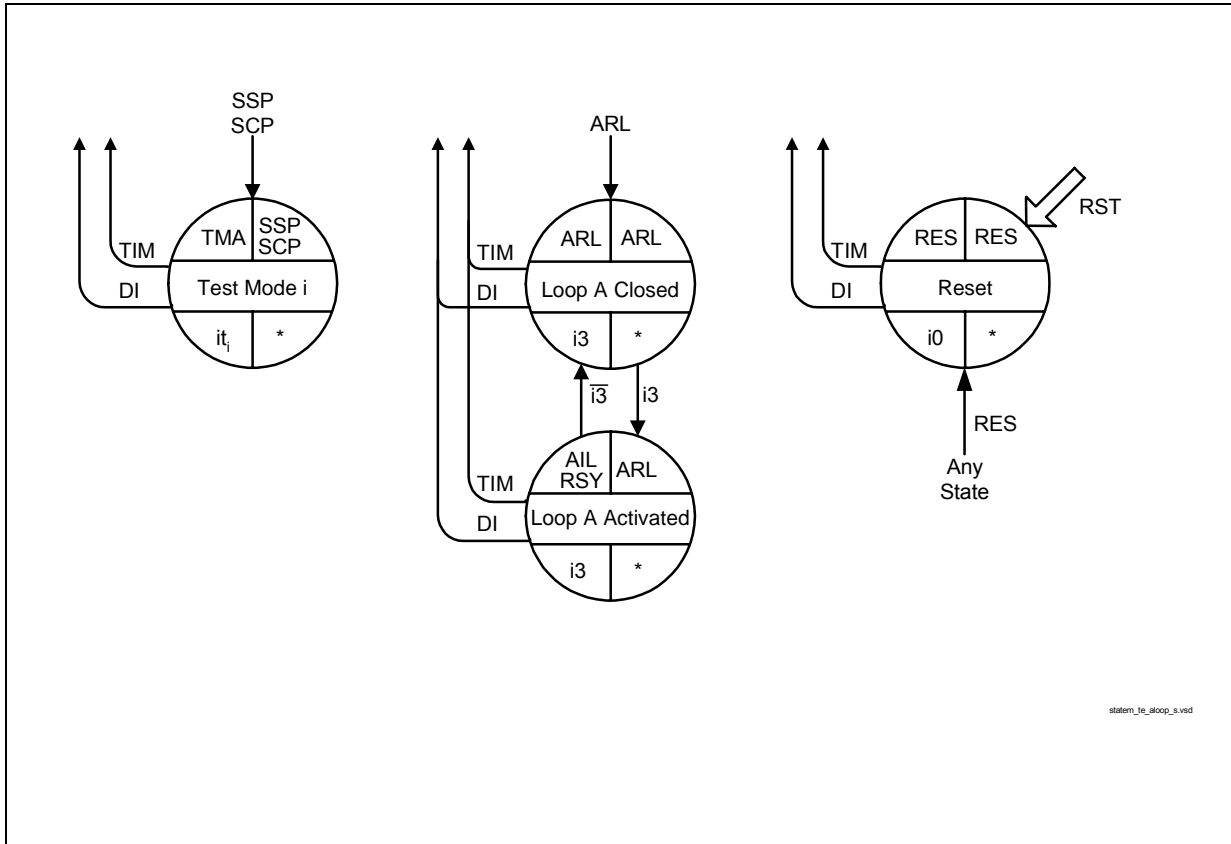 SSP
SCP
TIM
DI
TMA
SSP
SCP
Test Mode i
it_i
*
ARL
TIM
DI
ARL
ARL
Loop A Closed
i3
*
i̅3̅
i3
TIM
DI
AIL
RSY
ARL
Loop A Activated
i3
*
RST
TIM
DI
RES
RES
Reset
i0
*
RES
Any
State
statem_te_aloop_s.vsd